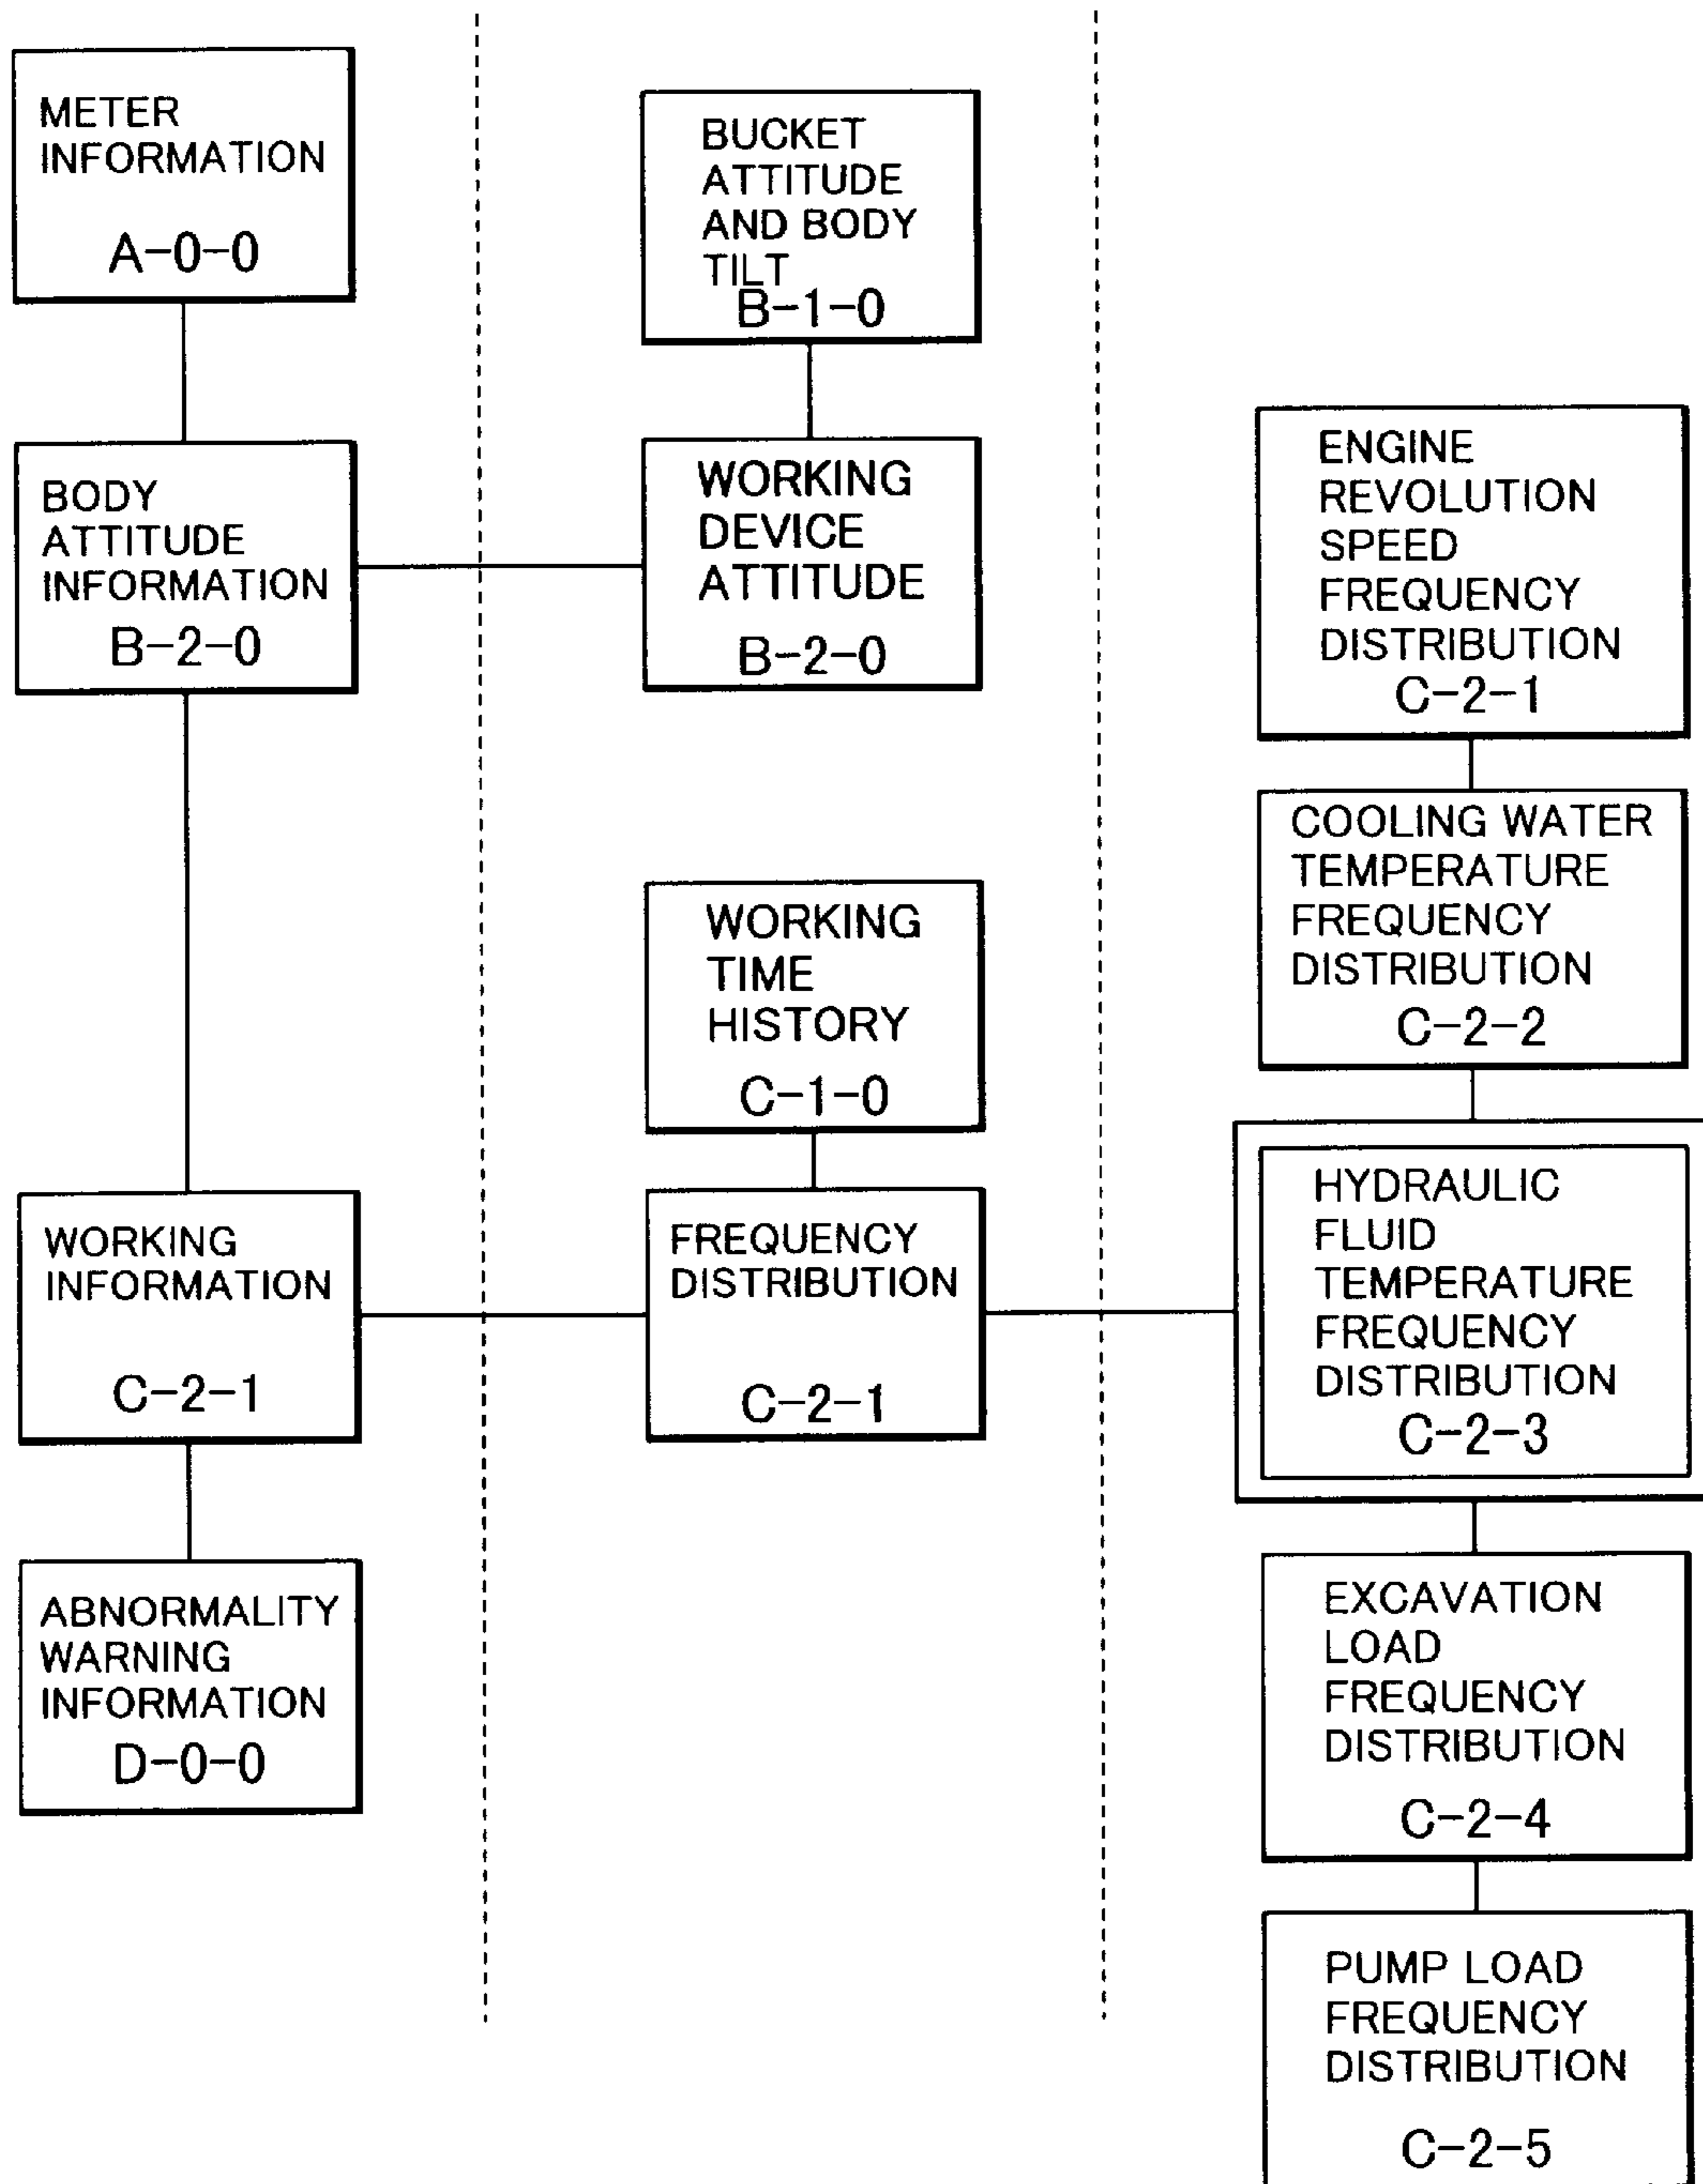 METER
INFORMATION
A-0-0
BODY
ATTITUDE
INFORMATION
B-2-0
WORKING
INFORMATION
C-2-1
ABNORMALITY
WARNING
INFORMATION
D-0-0
BUCKET
ATTITUDE
AND BODY
TILT
B-1-0
WORKING
DEVICE
ATTITUDE
B-2-0
WORKING
TIME
HISTORY
C-1-0
FREQUENCY
DISTRIBUTION
C-2-1
ENGINE
REVOLUTION
SPEED
FREQUENCY
DISTRIBUTION
C-2-1
COOLING WATER
TEMPERATURE
FREQUENCY
DISTRIBUTION
C-2-2
HYDRAULIC
FLUID
TEMPERATURE
FREQUENCY
DISTRIBUTION
C-2-3
EXCAVATION
LOAD
FREQUENCY
DISTRIBUTION
C-2-4
PUMP LOAD
FREQUENCY
DISTRIBUTION
C-2-5